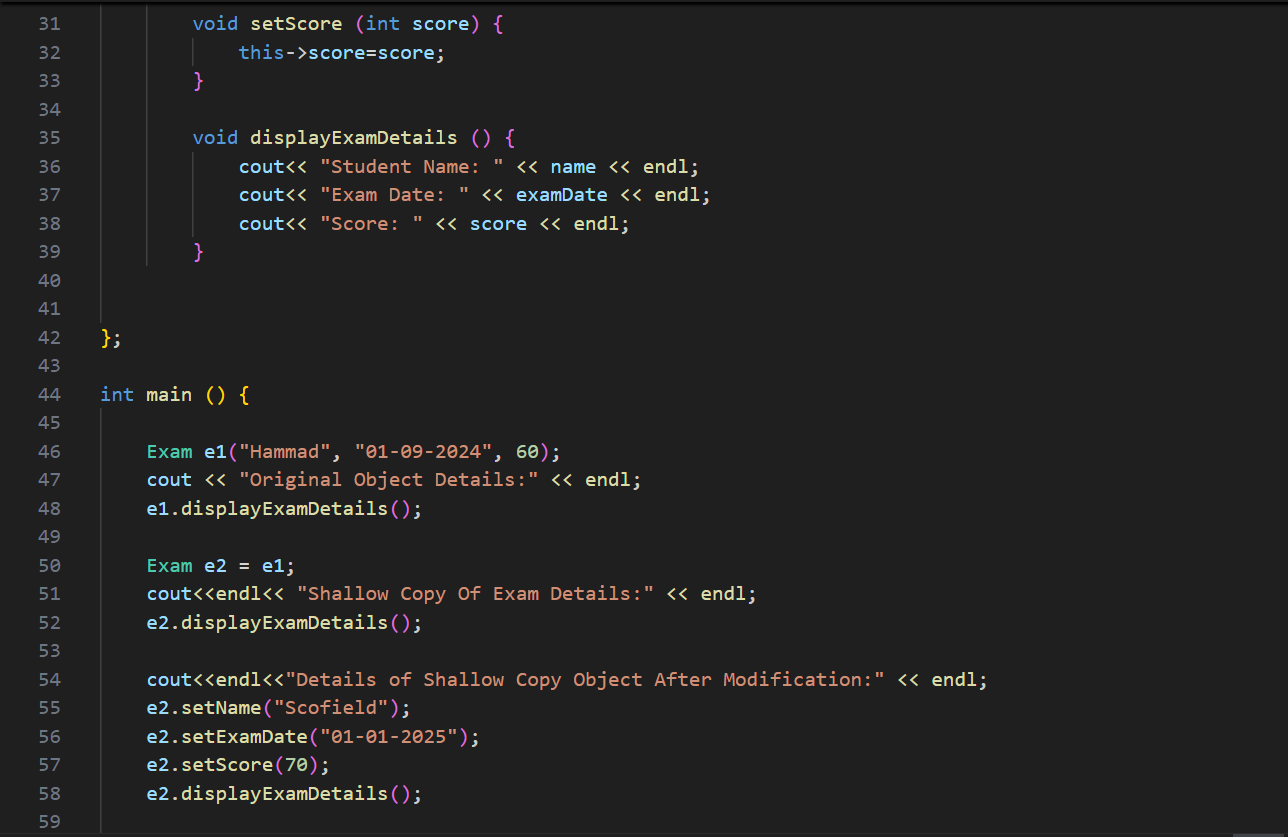 31 void setScore (int score) {
32 this->score=score;
33 }
34
35 void displayExamDetails () {
36 cout<< "Student Name: " << name << endl;
37 cout<< "Exam Date: " << examDate << endl;
38 cout<< "Score: " << score << endl;
39 }
40
41
42 };
43
44 int main () {
45
46 Exam e1("Hammad", "01-09-2024", 60);
47 cout << "Original Object Details:" << endl;
48 e1.displayExamDetails();
49
50 Exam e2 = e1;
51 cout<<endl<< "Shallow Copy Of Exam Details:" << endl;
52 e2.displayExamDetails();
53
54 cout<<endl<<"Details of Shallow Copy Object After Modification:" << endl;
55 e2.setName("Scofield");
56 e2.setExamDate("01-01-2025");
57 e2.setScore(70);
58 e2.displayExamDetails();
59